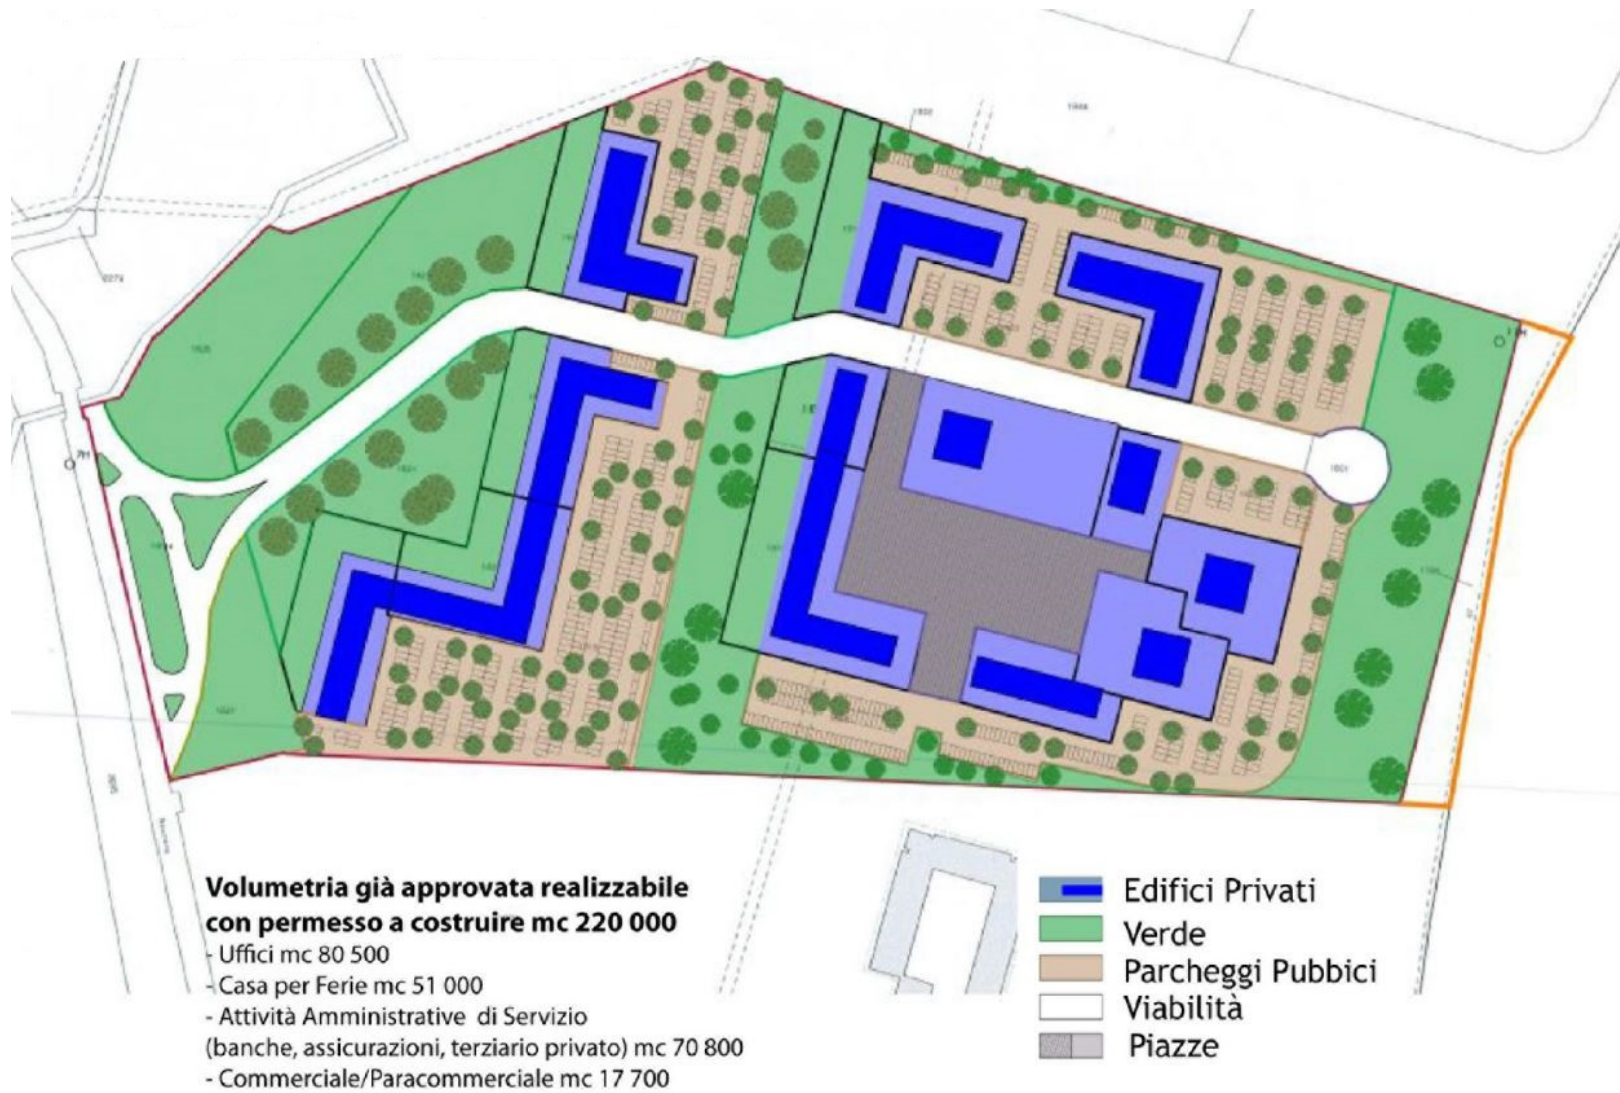 Volumetria già approvata realizzabile
con permesso a costruire mc 220 000
- Uffici mc 80 500
- Casa per Ferie mc 51 000
- Attività Amministrative di Servizio
(banche, assicurazioni, terziario privato) mc 70 800
- Commerciale/Paracommerciale mc 17 700
Edifici Privati
Verde
Parcheggi Pubbici
Viabilità
Piazze